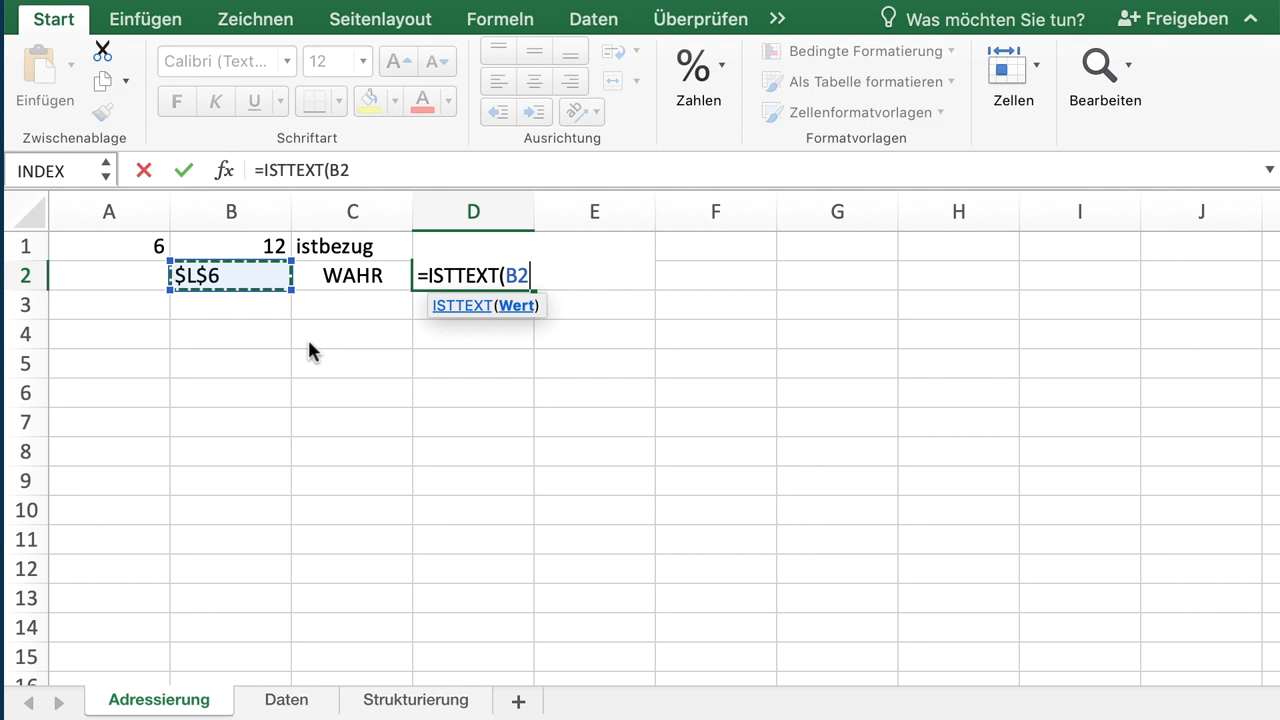 Start Einfügen Zeichnen Seitenlayout Formeln Daten Überprüfen >> Was möchten Sie tun? Freigeben
Calibri (Text... 12 A A Bedingte Formatierung
Einfügen F K U A % Als Tabelle formatieren
Zahlen Zellenformatvorlagen Zellen Bearbeiten
Zwischenablage Schriftart Ausrichtung Formatvorlagen
INDEX fx =ISTTEXT(B2
A B C D E F G H I J
1 6 12 istbezug
2 $L$6 WAHR =ISTTEXT(B2
3 ISTTEXT(Wert)
4
5
6
7
8
9
10
11
12
13
14
15
16
Adressierung Daten Strukturierung +